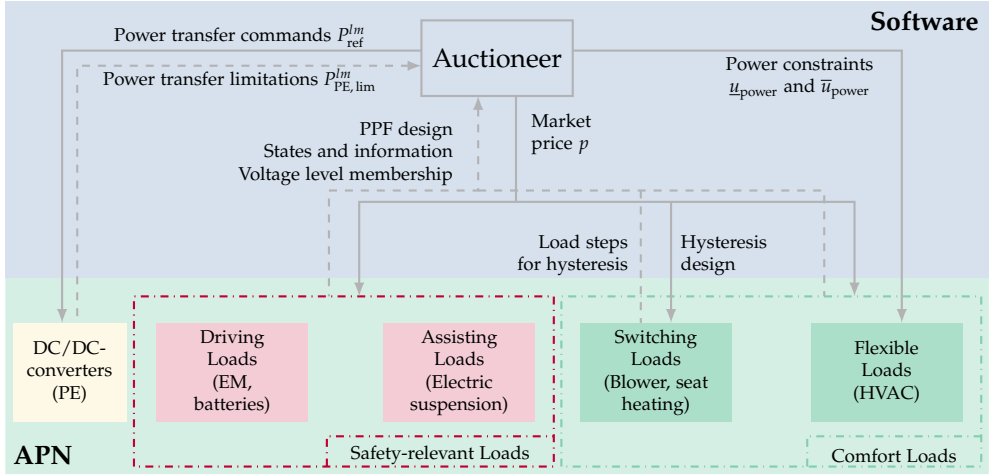 Software
Power transfer commands P_ref^lm
Power transfer limitations P_PE, lim^lm
Auctioneer
Power constraints
u̲_power and u̅_power
PPF design
States and information
Voltage level membership
Market
price p
Load steps
for hysteresis
Hysteresis
design
DC/DC-
converters
(PE)
Driving
Loads
(EM,
batteries)
Assisting
Loads
(Electric
suspension)
Switching
Loads
(Blower, seat
heating)
Flexible
Loads
(HVAC)
APN
Safety-relevant Loads
Comfort Loads